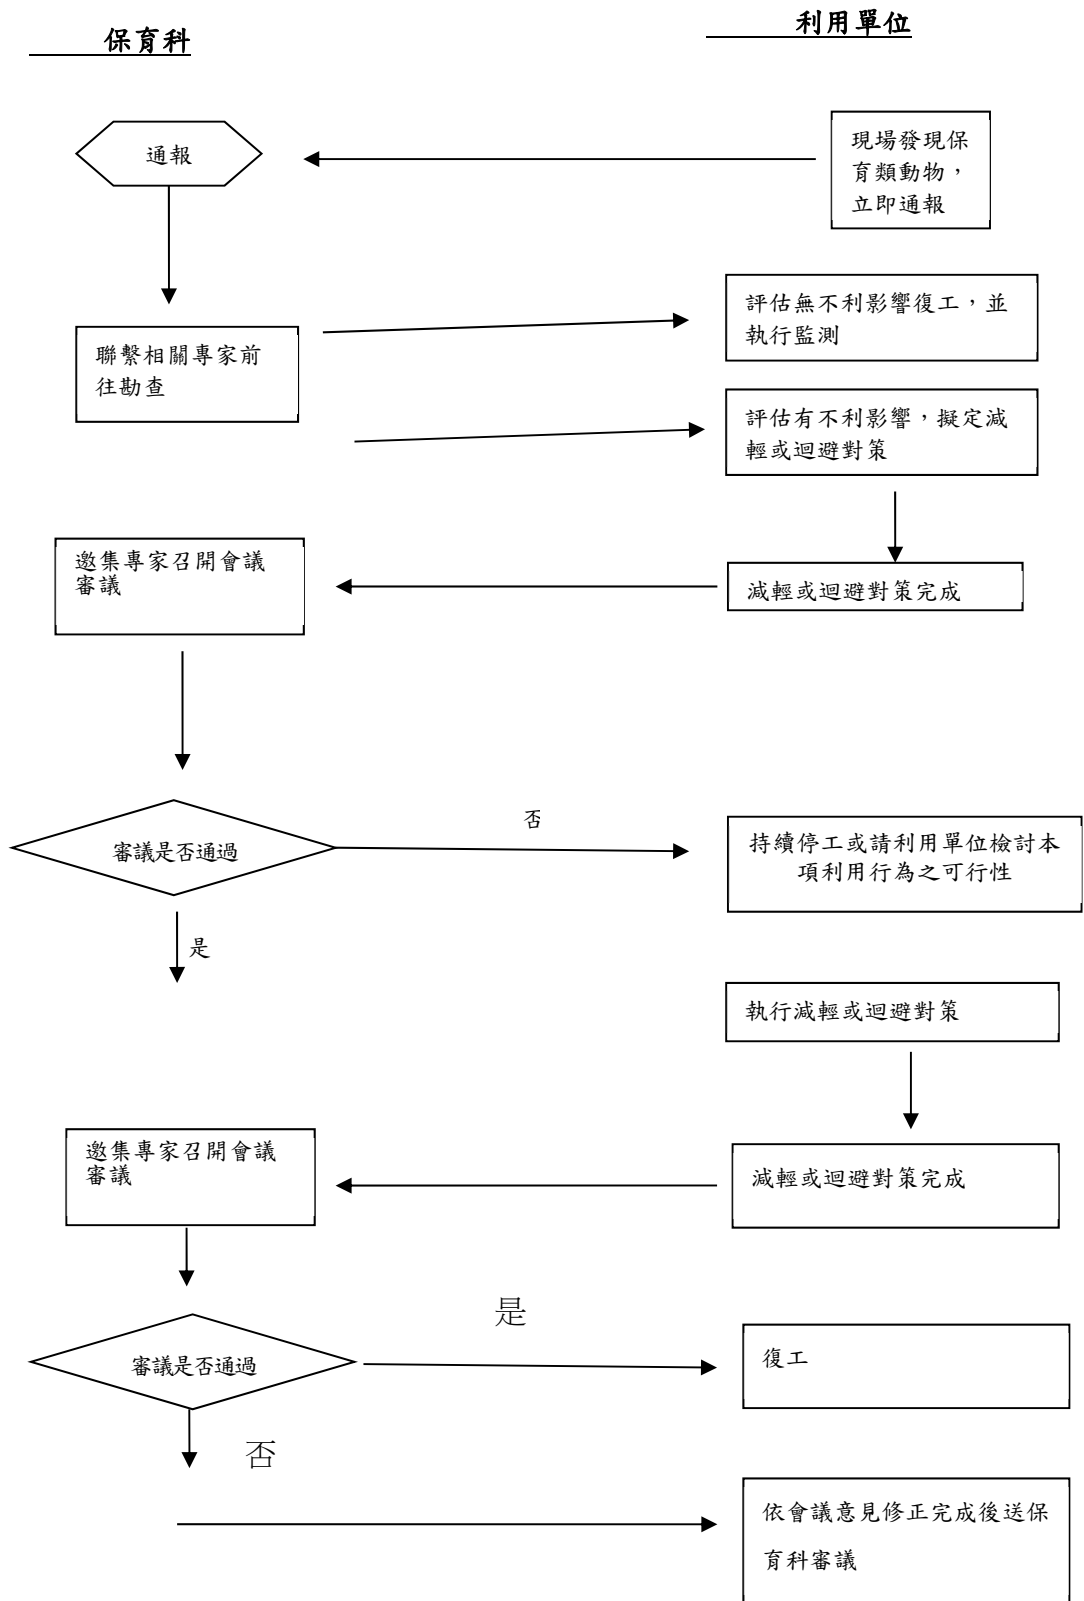 保育科
利用單位
通報
現場發現保
育類動物，
立即通報
評估無不利影響復工，並
執行監測
聯繫相關專家前
往勘查
評估有不利影響，擬定減
輕或迴避對策
邀集專家召開會議
審議
減輕或迴避對策完成
審議是否通過
否
持續停工或請利用單位檢討本
項利用行為之可行性
是
執行減輕或迴避對策
邀集專家召開會議
審議
減輕或迴避對策完成
審議是否通過
是
復工
否
依會議意見修正完成後送保
育科審議